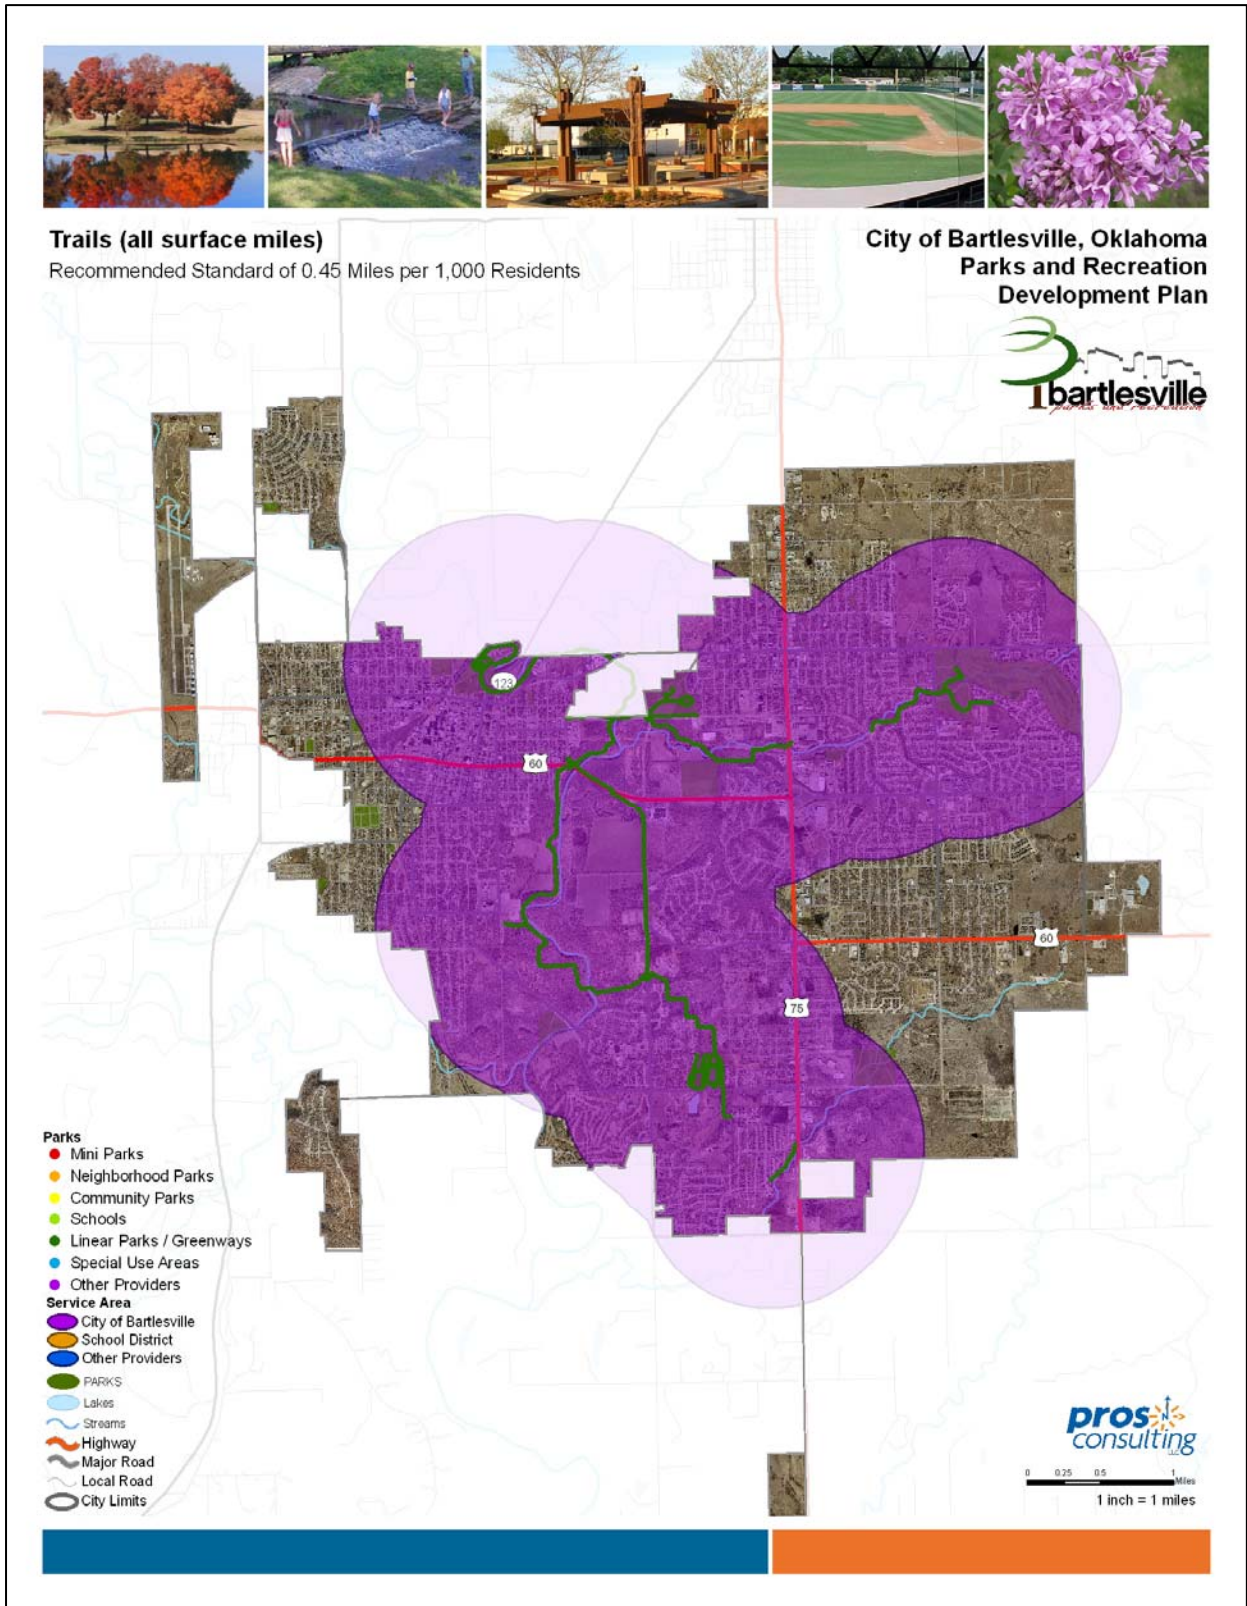 Trails (all surface miles)
Recommended Standard of 0.45 Miles per 1,000 Residents
City of Bartlesville, Oklahoma
Parks and Recreation
Development Plan
bartlesville
parks and recreation
123
60
60
75
Parks
Mini Parks
Neighborhood Parks
Community Parks
Schools
Linear Parks / Greenways
Special Use Areas
Other Providers
Service Area
City of Bartlesville
School District
Other Providers
PARKS
Lakes
Streams
Highway
Major Road
Local Road
City Limits
pros
consulting
LLC
N
0 0.25 0.5 1
Miles
1 inch = 1 miles